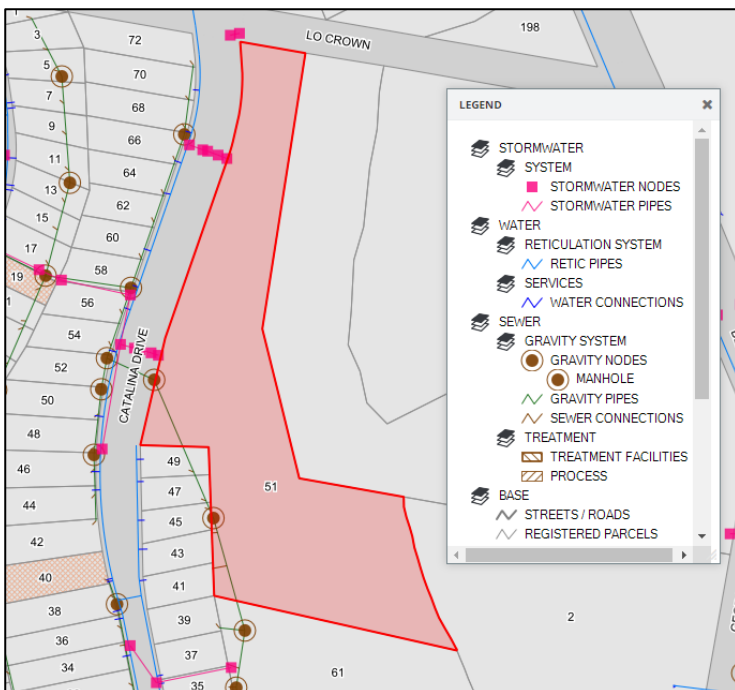 LO CROWN
198
3
72
5
70
7
68
9
66
11
64
13
62
15
60
17
58
19
56
54
52
50
48
46
44
42
40
38
36
34
CATALINA DRIVE
49
47
45
43
41
39
37
35
51
61
2
LEGEND
STORMWATER
SYSTEM
STORMWATER NODES
STORMWATER PIPES
WATER
RETICULATION SYSTEM
RETIC PIPES
SERVICES
WATER CONNECTIONS
SEWER
GRAVITY SYSTEM
GRAVITY NODES
MANHOLE
GRAVITY PIPES
SEWER CONNECTIONS
TREATMENT
TREATMENT FACILITIES
PROCESS
BASE
STREETS / ROADS
REGISTERED PARCELS